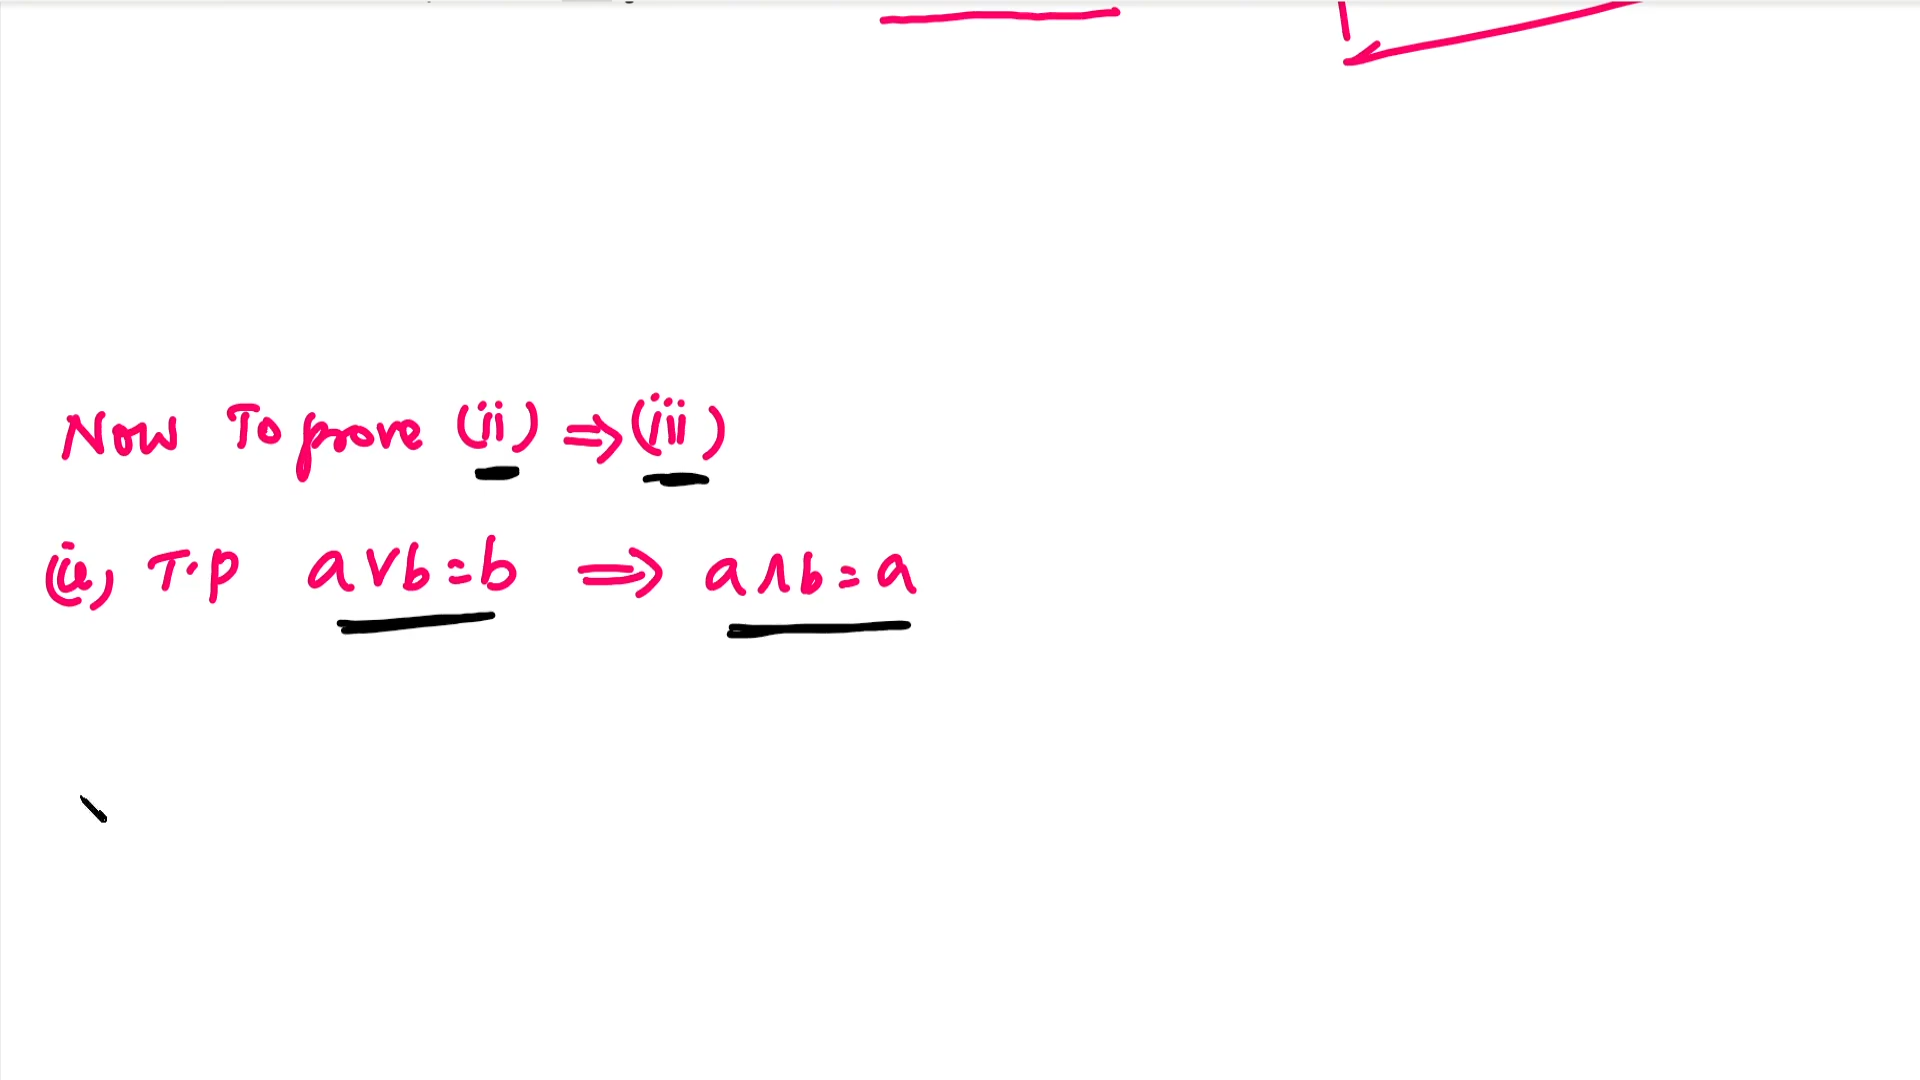 Now To prove (ii) ⇒ (iii)
(ie) T.P a∨b=b ⇒ a∧b=a